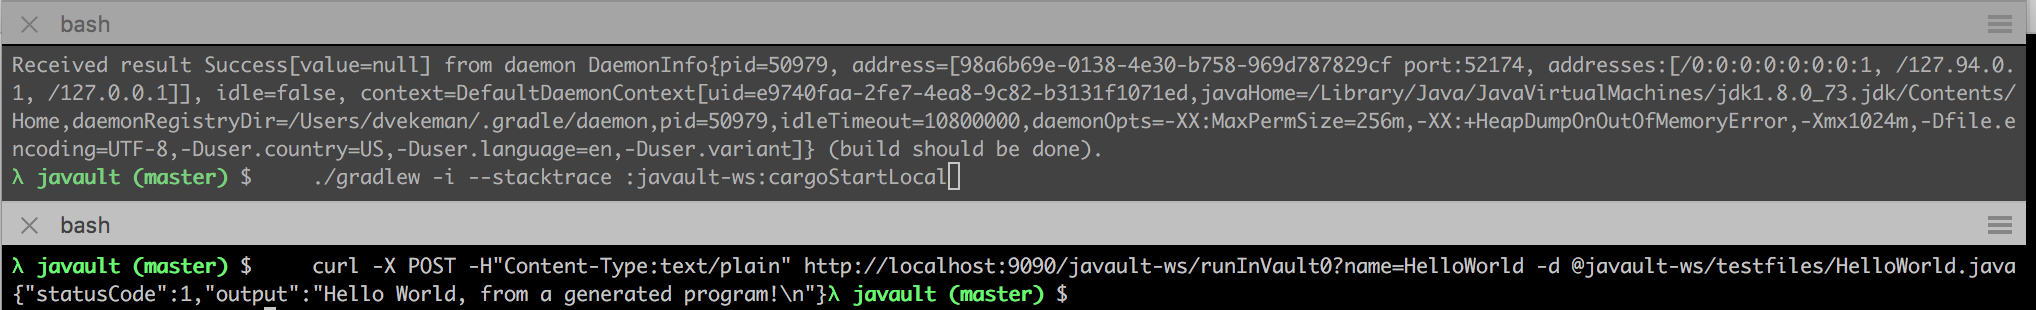 bash
Received result Success[value=null] from daemon DaemonInfo{pid=50979, address=[98a6b69e-0138-4e30-b758-969d787829cf port:52174, addresses:[/0:0:0:0:0:0:0:1, /127.94.0.
1, /127.0.0.1]], idle=false, context=DefaultDaemonContext[uid=e9740faa-2fe7-4ea8-9c82-b3131f1071ed,javaHome=/Library/Java/JavaVirtualMachines/jdk1.8.0_73.jdk/Contents/
Home,daemonRegistryDir=/Users/dvekeman/.gradle/daemon,pid=50979,idleTimeout=10800000,daemonOpts=-XX:MaxPermSize=256m,-XX:+HeapDumpOnOutOfMemoryError,-Xmx1024m,-Dfile.e
ncoding=UTF-8,-Duser.country=US,-Duser.language=en,-Duser.variant]} (build should be done).
λ javault (master) $     ./gradlew -i --stacktrace :javault-ws:cargoStartLocal
bash
λ javault (master) $     curl -X POST -H"Content-Type:text/plain" http://localhost:9090/javault-ws/runInVault0?name=HelloWorld -d @javault-ws/testfiles/HelloWorld.java
{"statusCode":1,"output":"Hello World, from a generated program!\n"}λ javault (master) $